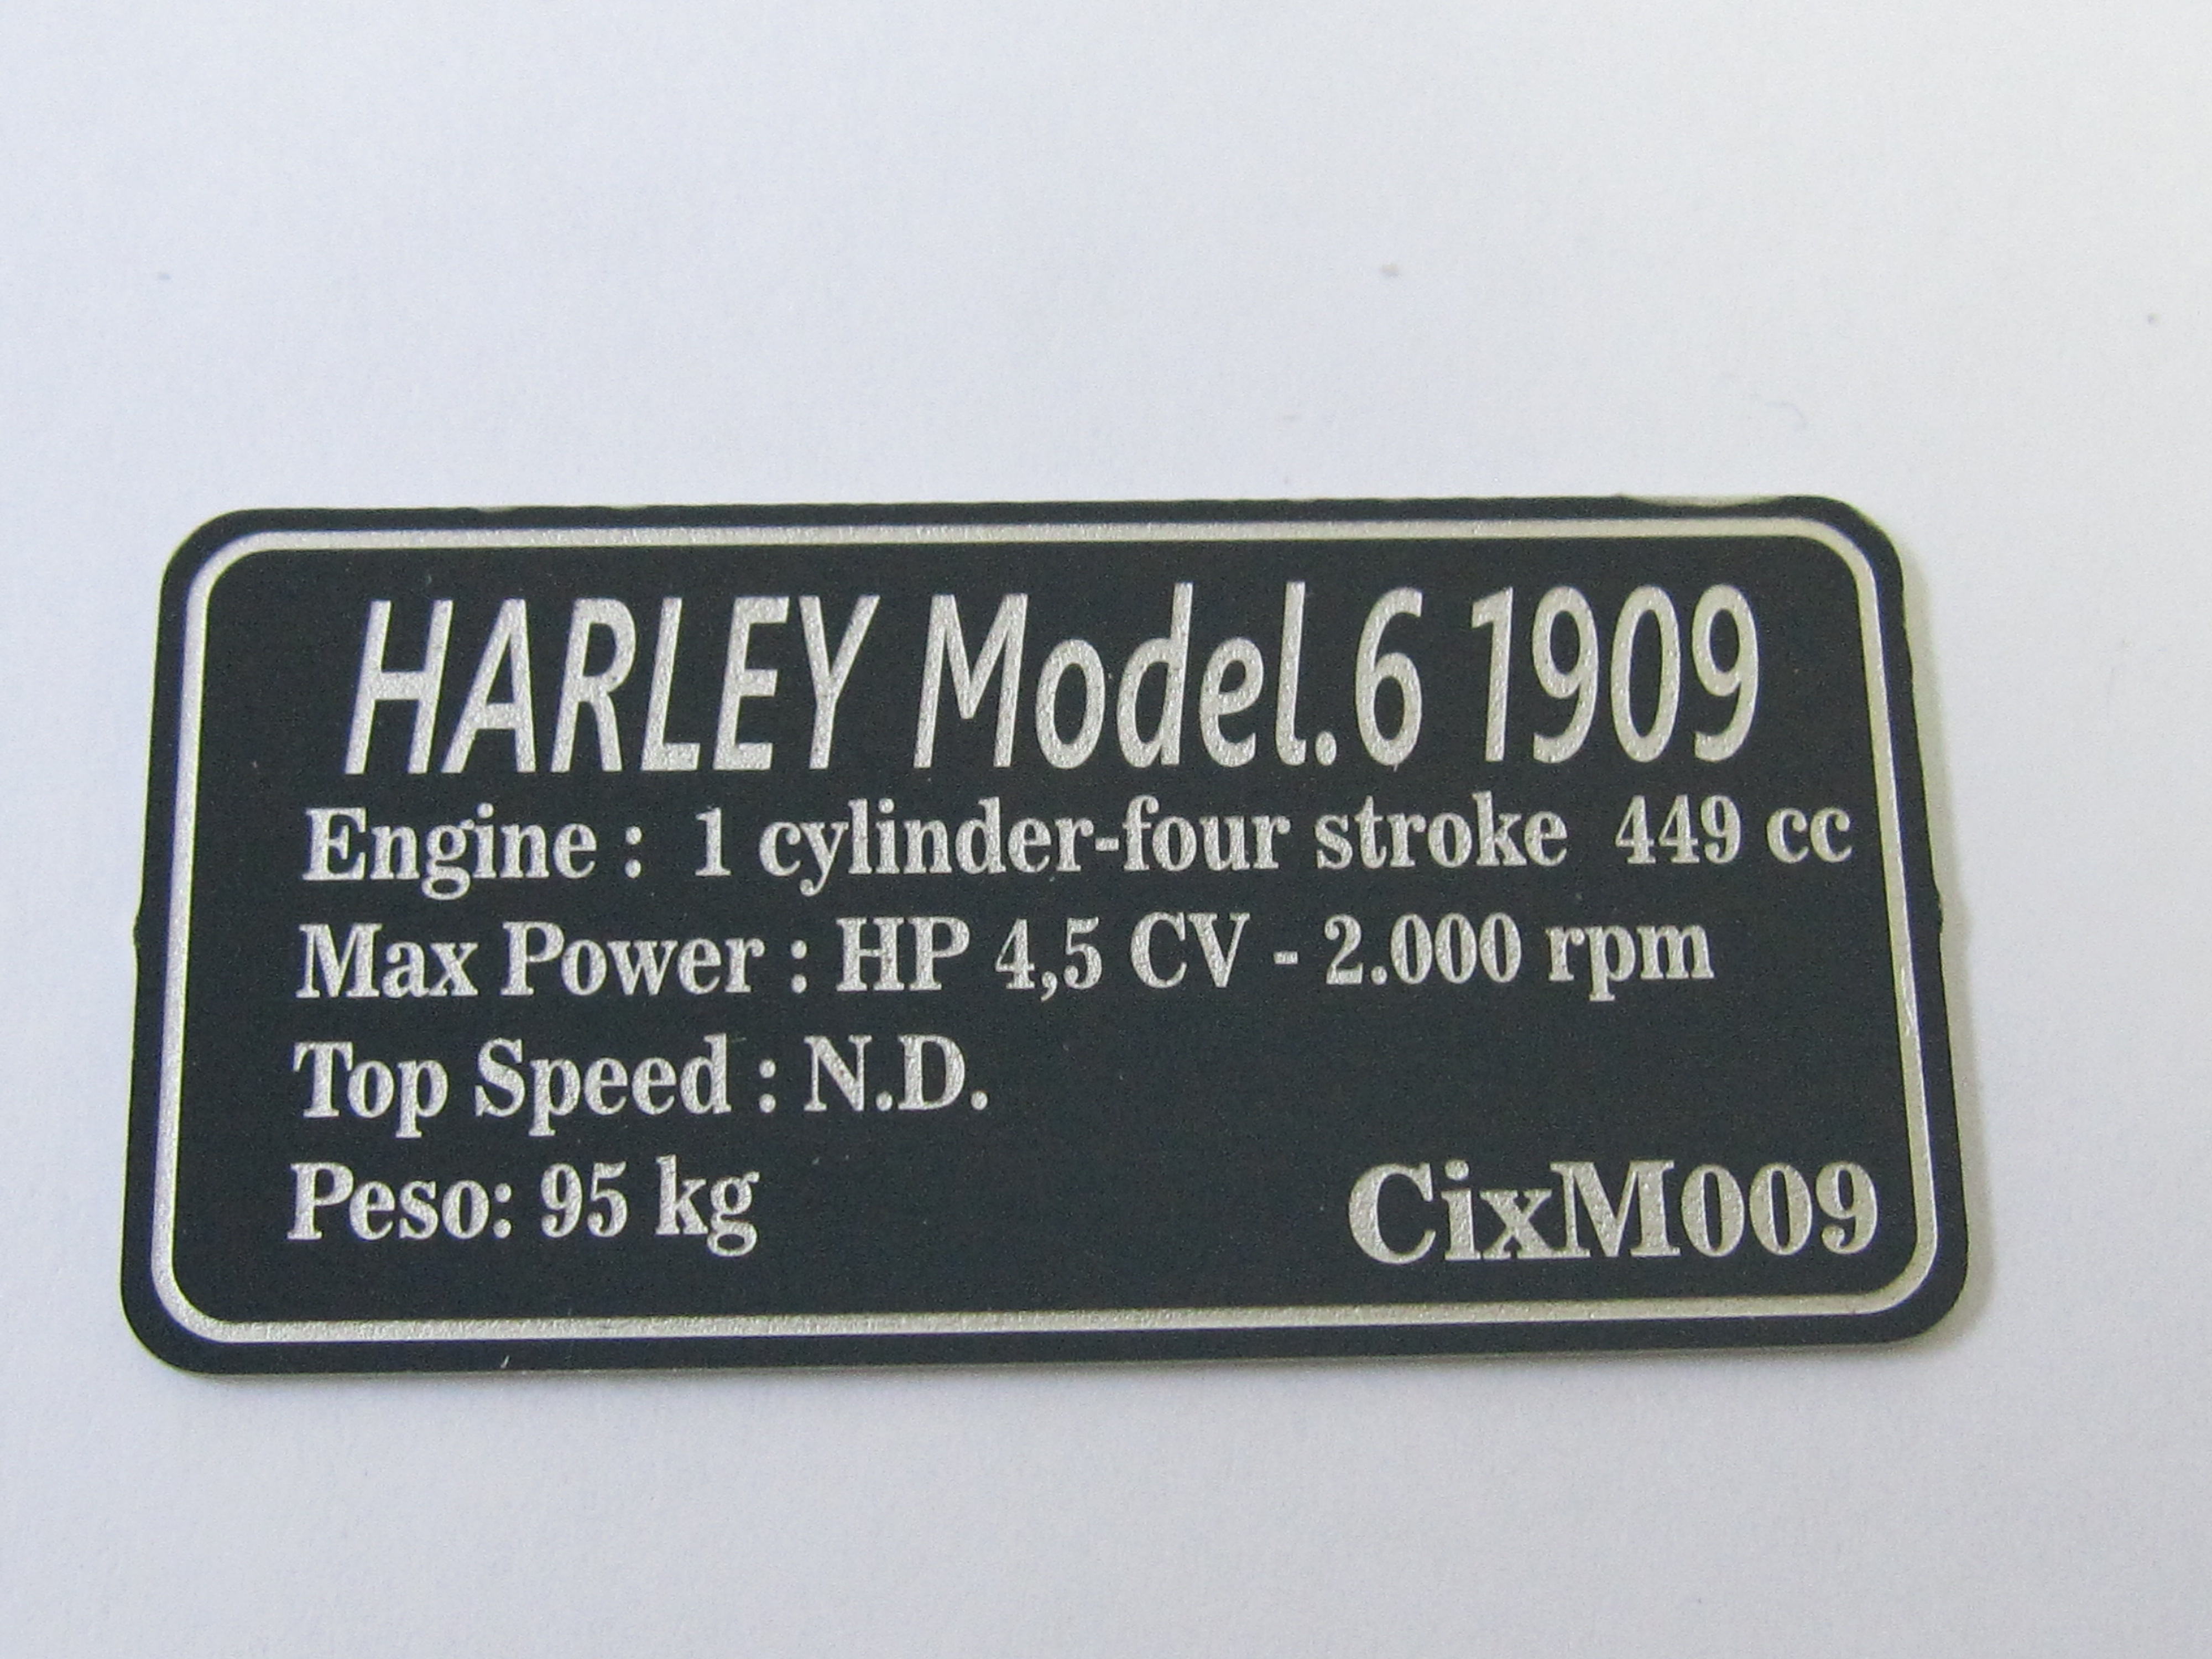 HARLEY Model.6 1909
Engine : 1 cylinder-four stroke 449 cc
Max Power : HP 4,5 CV - 2.000 rpm
Top Speed : N.D.
Peso: 95 kg
CixM009